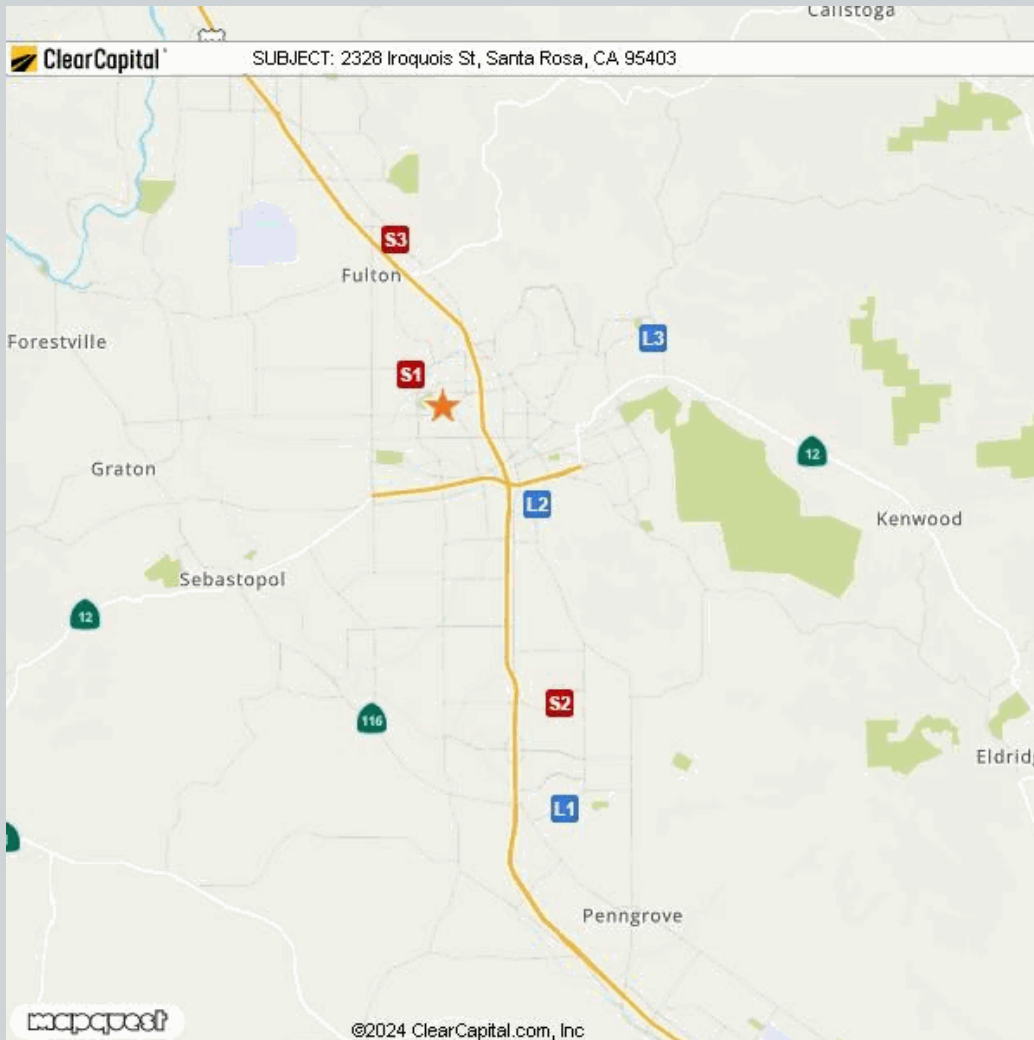 Calistoga
ClearCapital
SUBJECT: 2328 Iroquois St, Santa Rosa, CA 95403
S3
Fulton
Forestville
L3
S1
12
Graton
L2
Kenwood
Sebastopol
12
S2
116
Eldrid
L1
Penngrove
mapquest
©2024 ClearCapital.com, Inc